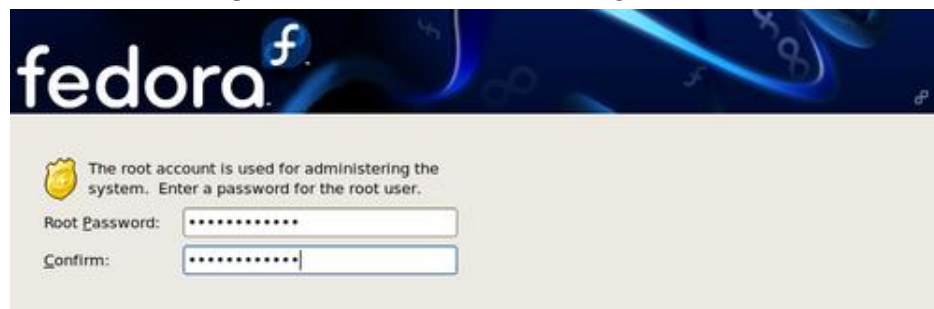 fedora
The root account is used for administering the
system. Enter a password for the root user.
Root Password: ••••••••••••
Confirm: ••••••••••••